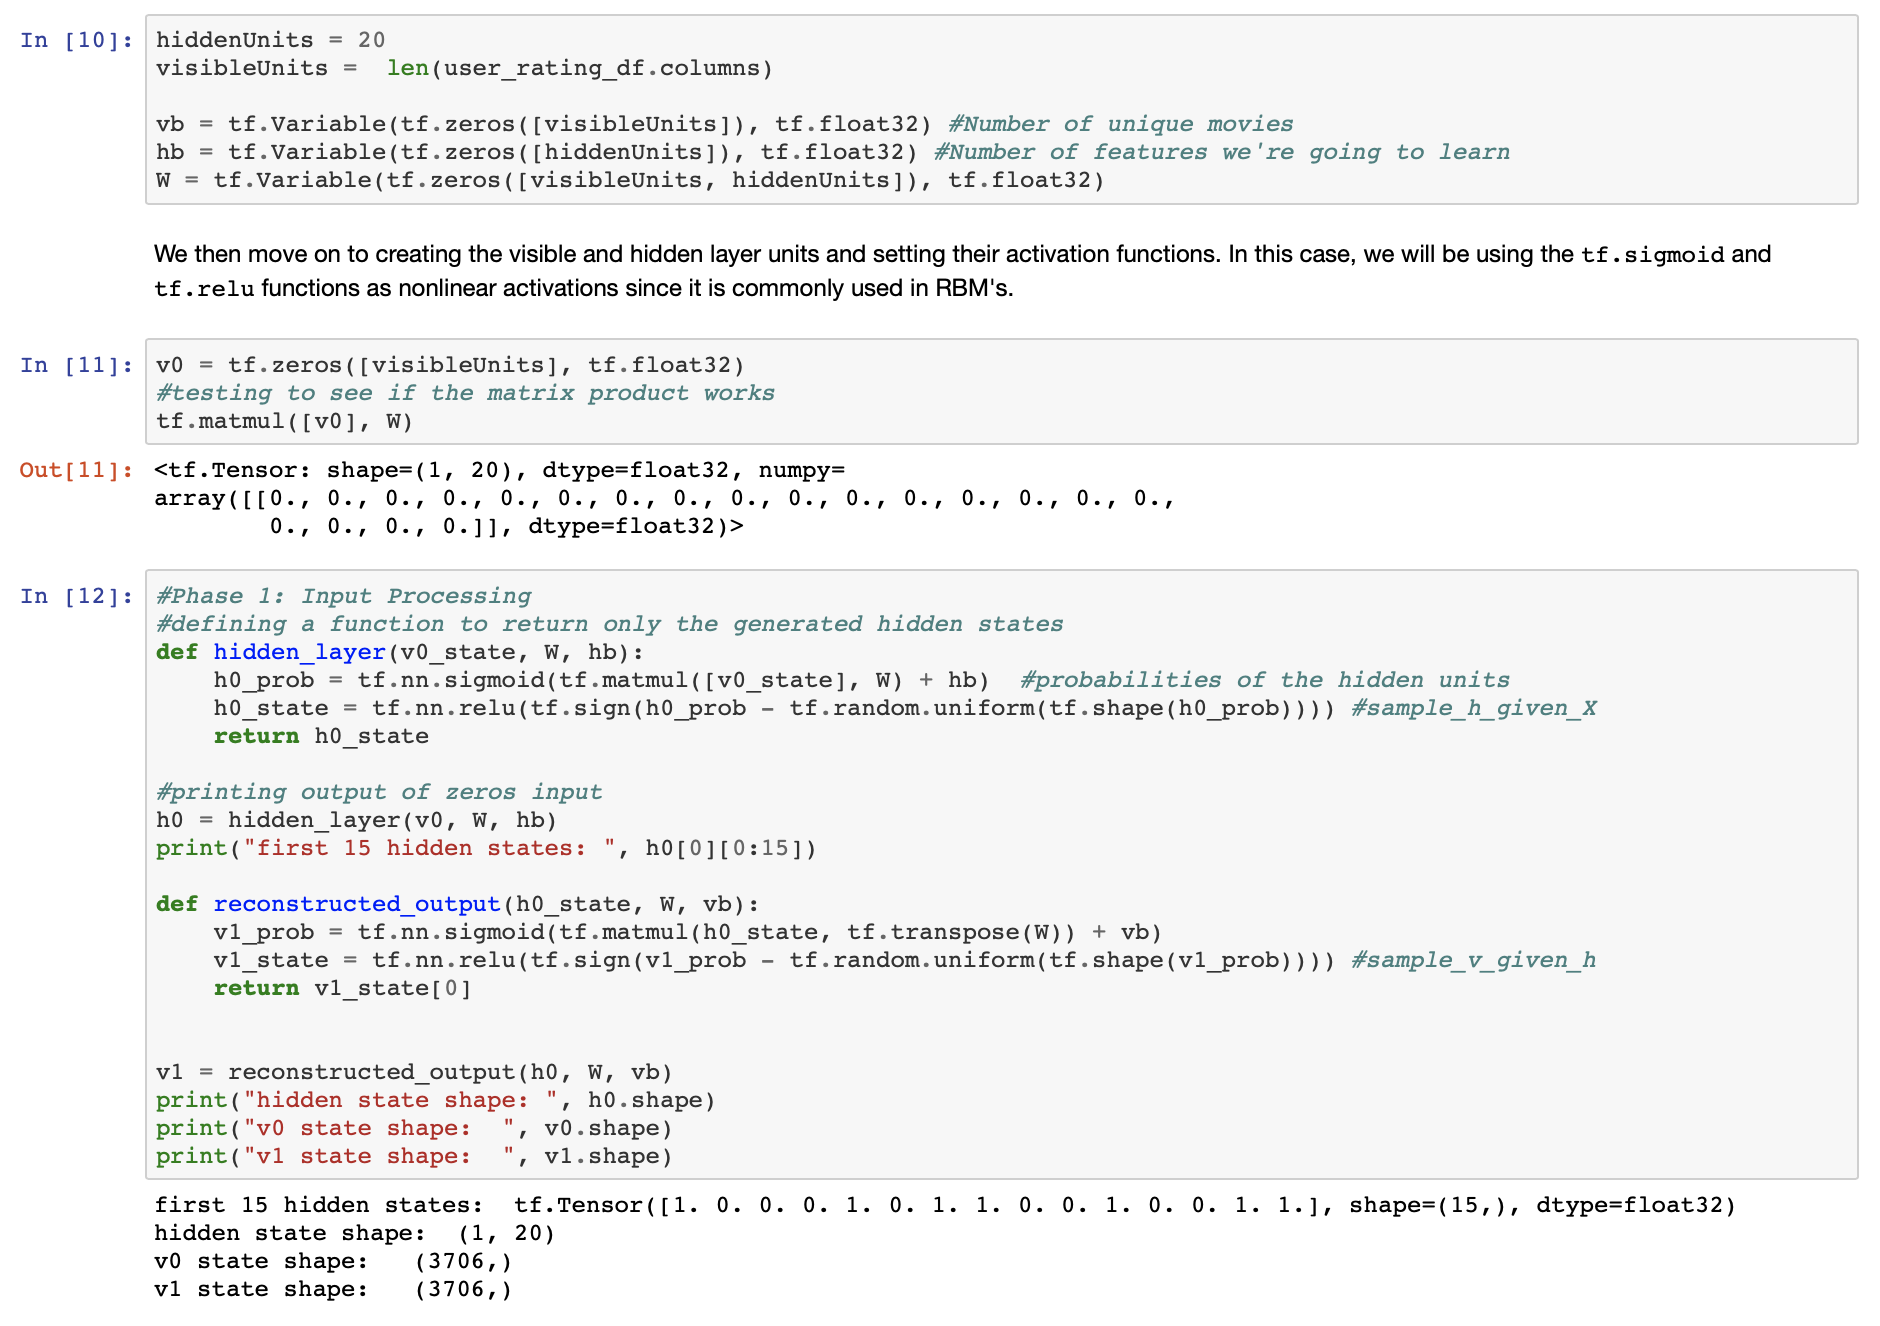 In [10]: hiddenUnits = 20
visibleUnits =  len(user_rating_df.columns)
vb = tf.Variable(tf.zeros([visibleUnits]), tf.float32) #Number of unique movies
hb = tf.Variable(tf.zeros([hiddenUnits]), tf.float32) #Number of features we're going to learn
W = tf.Variable(tf.zeros([visibleUnits, hiddenUnits]), tf.float32)
We then move on to creating the visible and hidden layer units and setting their activation functions. In this case, we will be using the tf.sigmoid and
tf.relu functions as nonlinear activations since it is commonly used in RBM's.
In [11]: v0 = tf.zeros([visibleUnits], tf.float32)
#testing to see if the matrix product works
tf.matmul([v0], W)
Out[11]: <tf.Tensor: shape=(1, 20), dtype=float32, numpy=
array([[0., 0., 0., 0., 0., 0., 0., 0., 0., 0., 0., 0., 0., 0., 0., 0.,
        0., 0., 0., 0.]], dtype=float32)>
In [12]: #Phase 1: Input Processing
#defining a function to return only the generated hidden states
def hidden_layer(v0_state, W, hb):
    h0_prob = tf.nn.sigmoid(tf.matmul([v0_state], W) + hb)  #probabilities of the hidden units
    h0_state = tf.nn.relu(tf.sign(h0_prob - tf.random.uniform(tf.shape(h0_prob)))) #sample_h_given_X
    return h0_state
#printing output of zeros input
h0 = hidden_layer(v0, W, hb)
print("first 15 hidden states: ", h0[0][0:15])
def reconstructed_output(h0_state, W, vb):
    v1_prob = tf.nn.sigmoid(tf.matmul(h0_state, tf.transpose(W)) + vb)
    v1_state = tf.nn.relu(tf.sign(v1_prob - tf.random.uniform(tf.shape(v1_prob)))) #sample_v_given_h
    return v1_state[0]
v1 = reconstructed_output(h0, W, vb)
print("hidden state shape: ", h0.shape)
print("v0 state shape:  ", v0.shape)
print("v1 state shape:  ", v1.shape)
first 15 hidden states:  tf.Tensor([1. 0. 0. 0. 1. 0. 1. 1. 0. 0. 1. 0. 0. 1. 1.], shape=(15,), dtype=float32)
hidden state shape:  (1, 20)
v0 state shape:   (3706,)
v1 state shape:   (3706,)